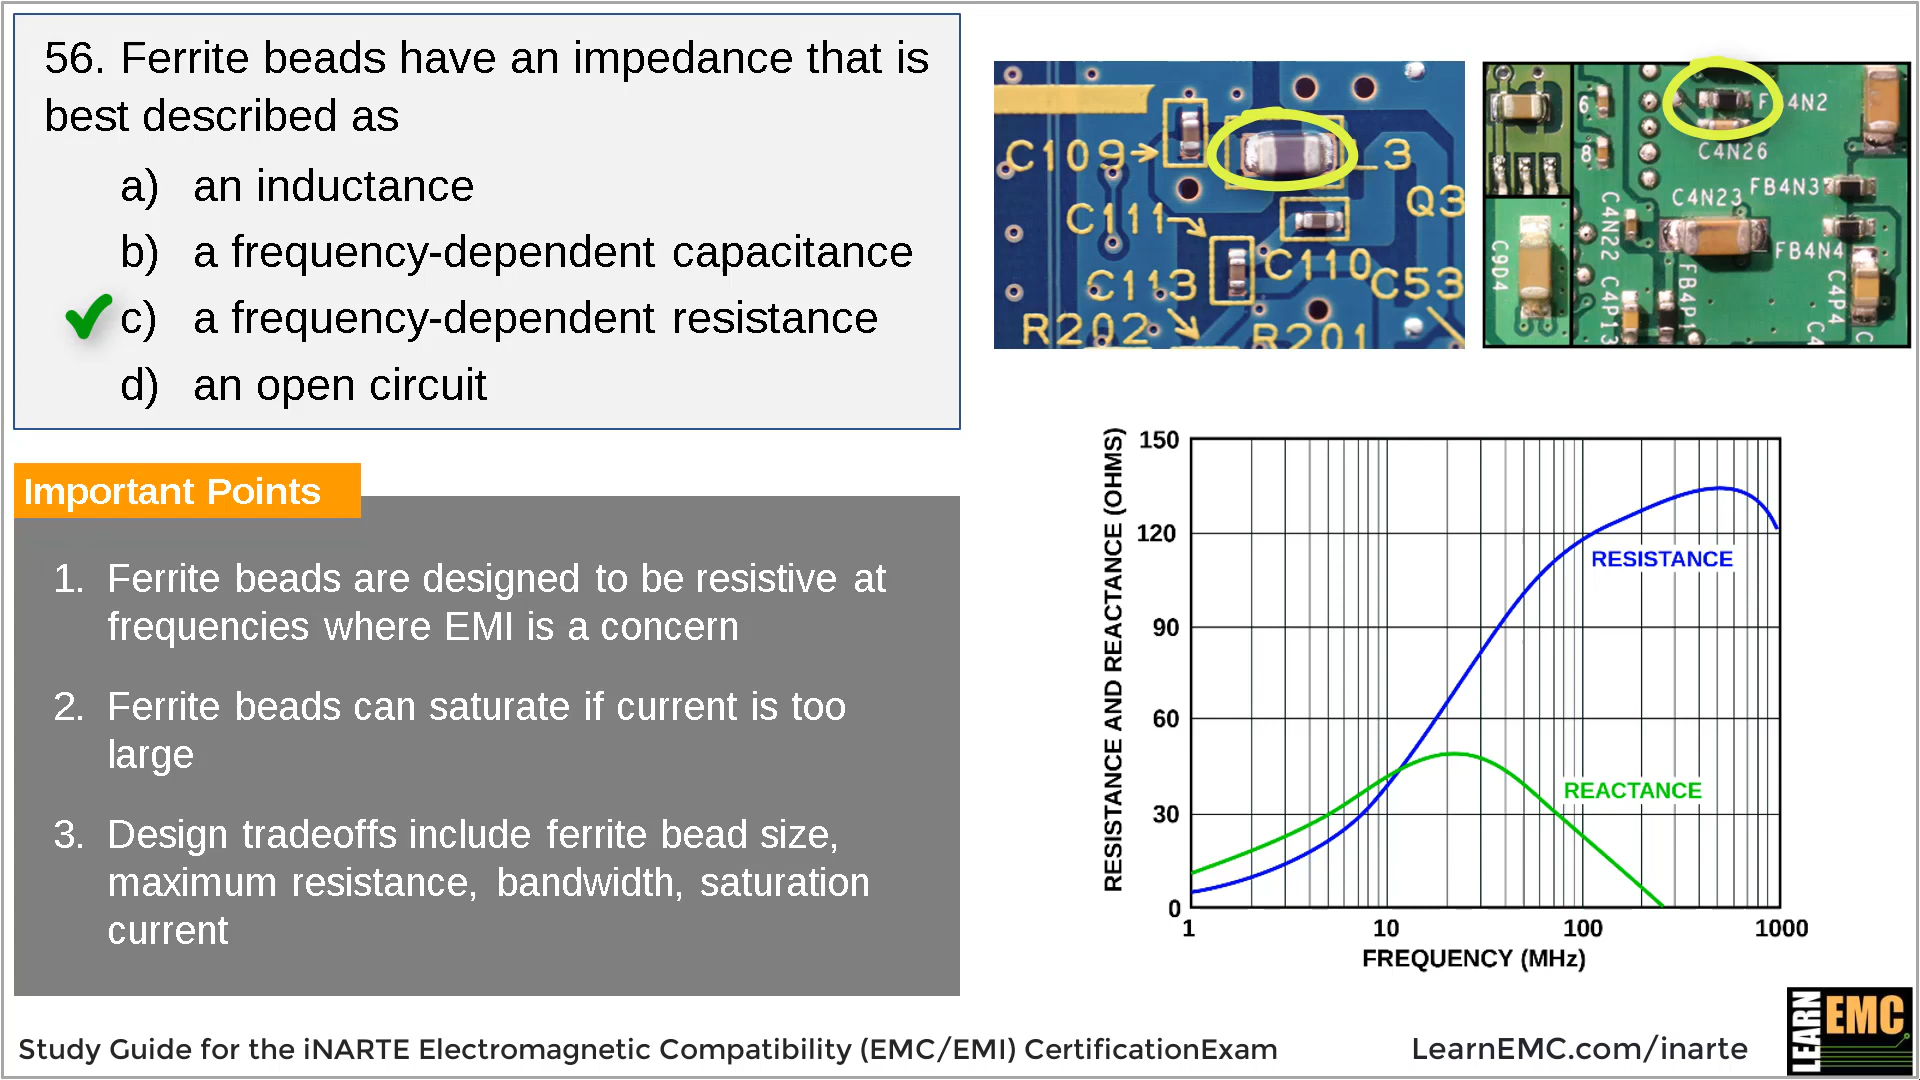 56. Ferrite beads have an impedance that is
best described as
a) an inductance
b) a frequency-dependent capacitance
c) a frequency-dependent resistance
d) an open circuit
Important Points
1. Ferrite beads are designed to be resistive at
frequencies where EMI is a concern
2. Ferrite beads can saturate if current is too
large
3. Design tradeoffs include ferrite bead size,
maximum resistance, bandwidth, saturation
current
C109
L3
C111
Q3
C110
C113
C53
R202
R201
6
4N2
8
C4N26
FB4N3
C4N23
C4N22
FB4N4
C9D4
C4P13
FB4P1
C4P4
C4
C
RESISTANCE AND REACTANCE (OHMS)
150
120
90
60
30
0
RESISTANCE
REACTANCE
1 10 100 1000
FREQUENCY (MHz)
Study Guide for the iNARTE Electromagnetic Compatibility (EMC/EMI) CertificationExam
LearnEMC.com/inarte
LEARN
EMC